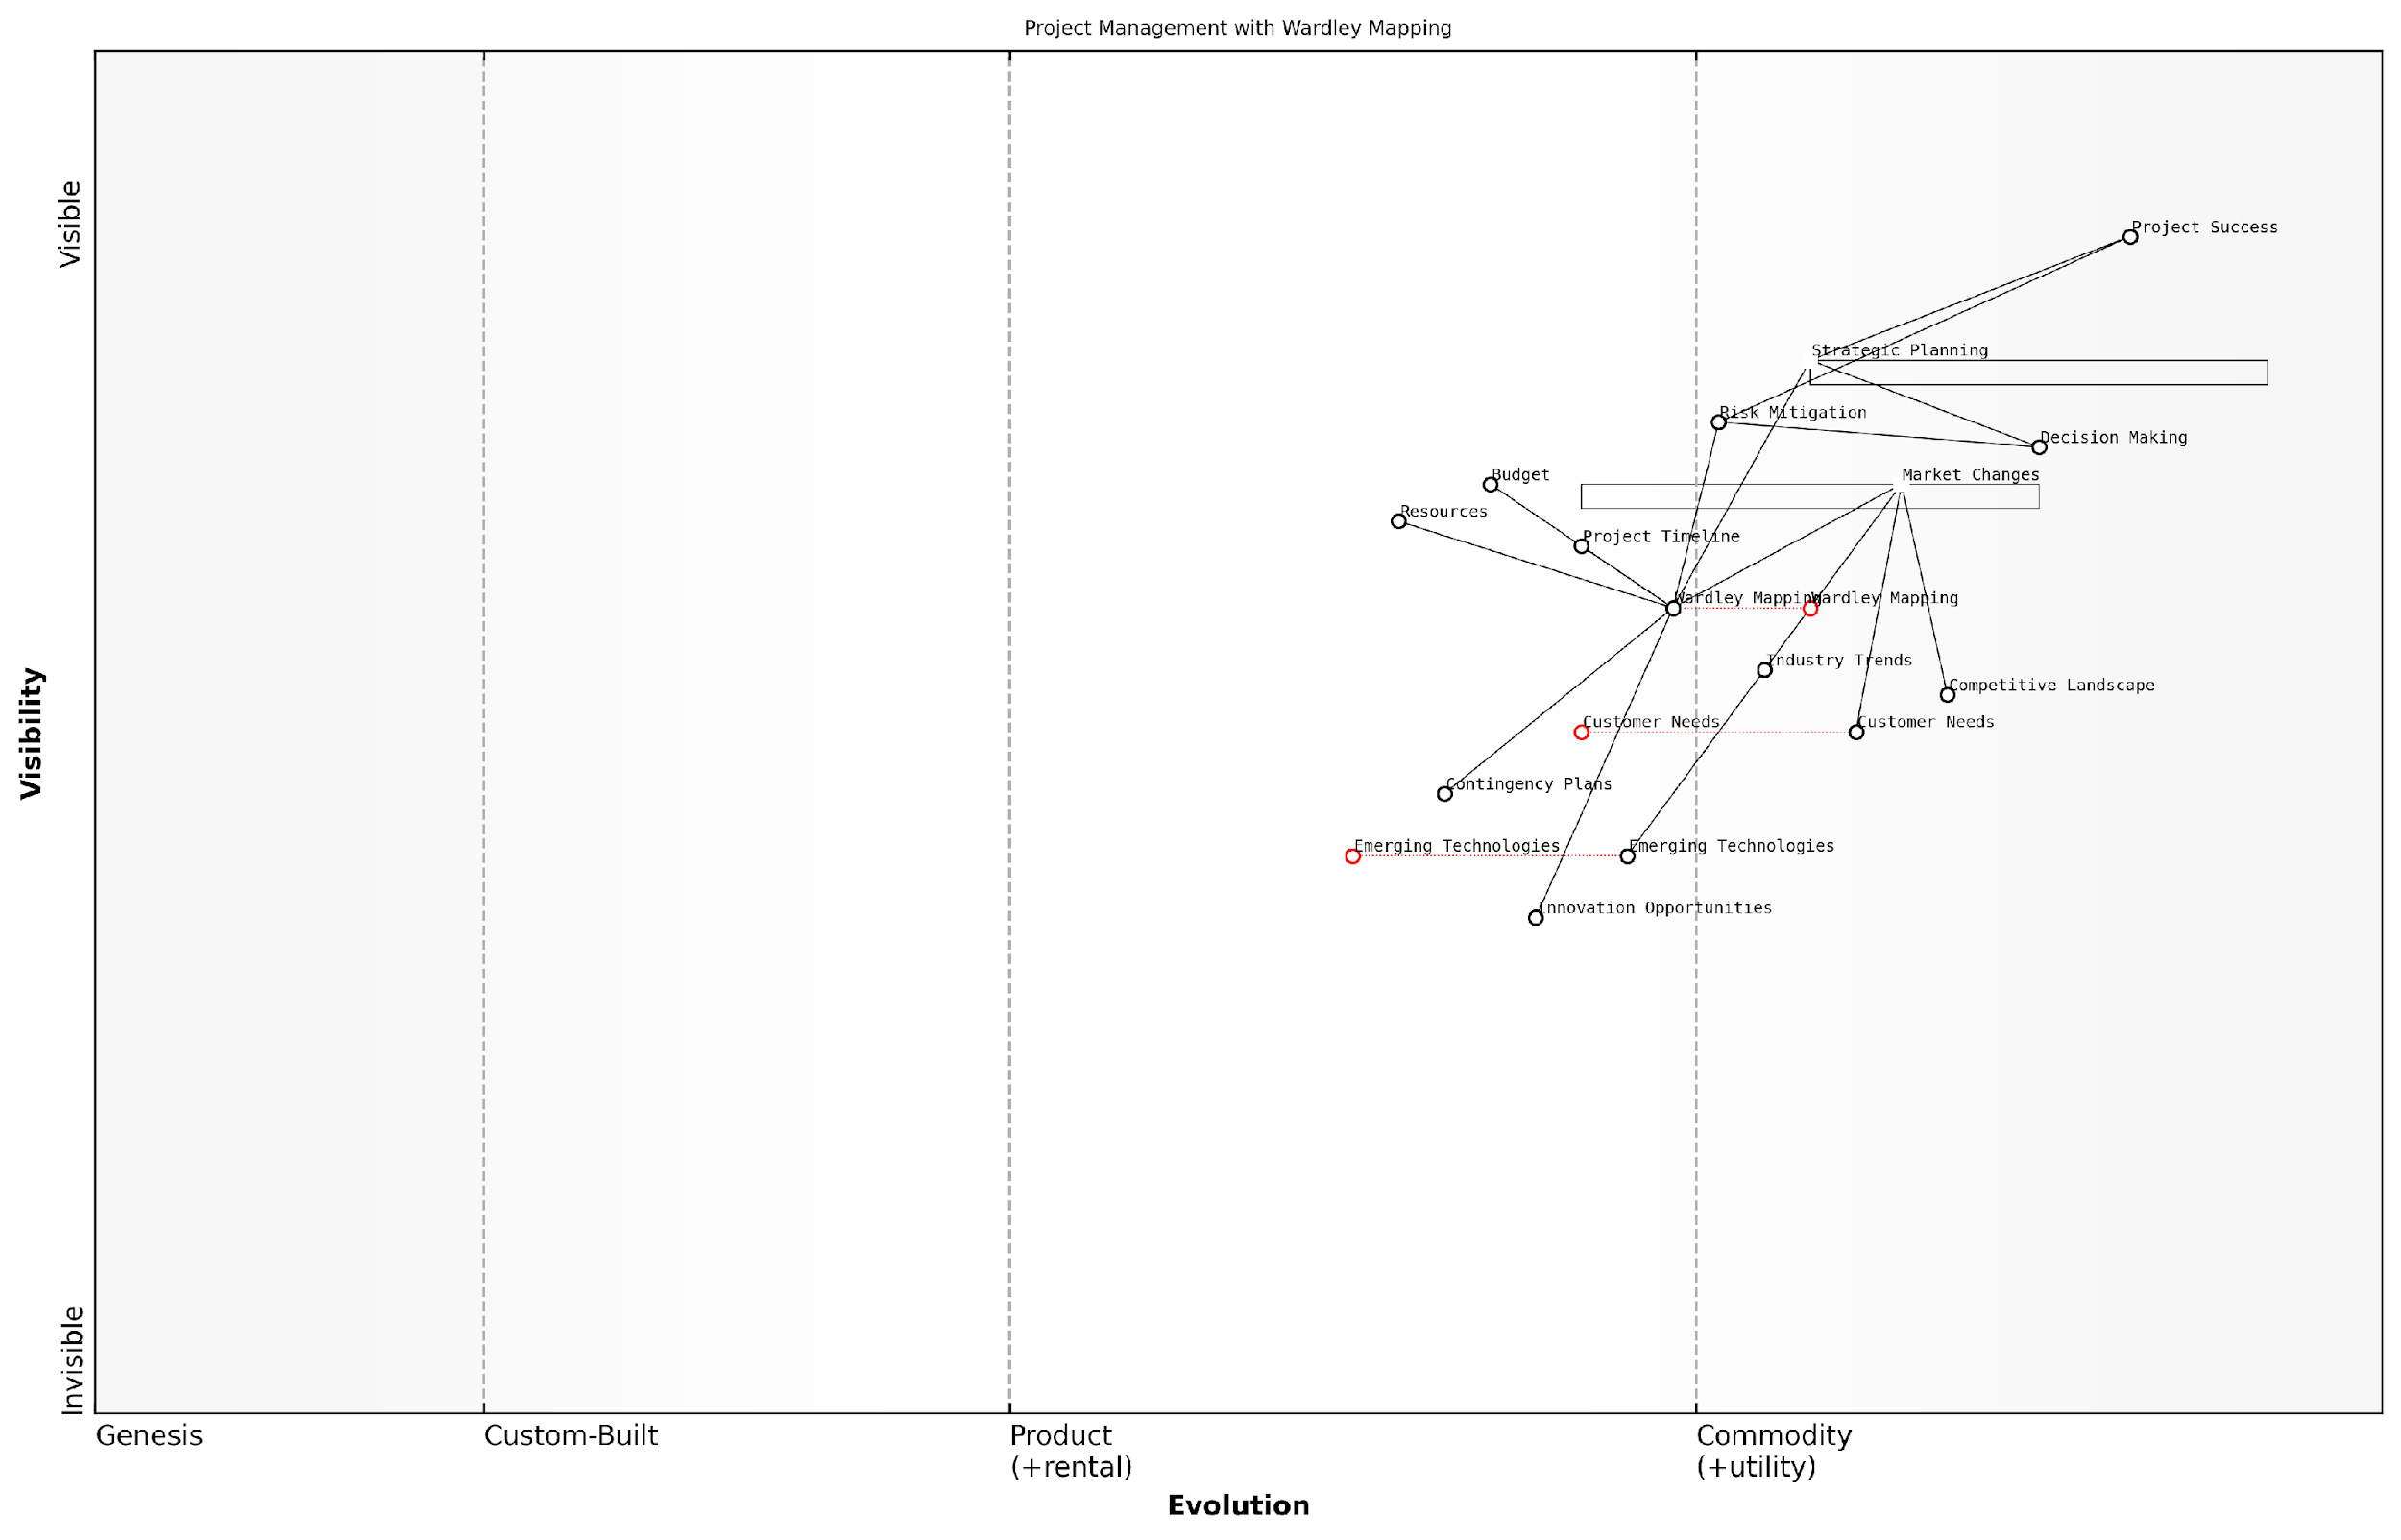 Project Management with Wardley Mapping
Visible
Project Success
Strategic Planning
Risk Mitigation
Decision Making
Budget
Market Changes
Resources
Project Timeline
Wardley Mapping
Wardley Mapping
Industry Trends
Competitive Landscape
Customer Needs
Customer Needs
Visibility
Contingency Plans
Emerging Technologies
Emerging Technologies
Innovation Opportunities
Invisible
Genesis
Custom-Built
Product
(+rental)
Commodity
(+utility)
Evolution